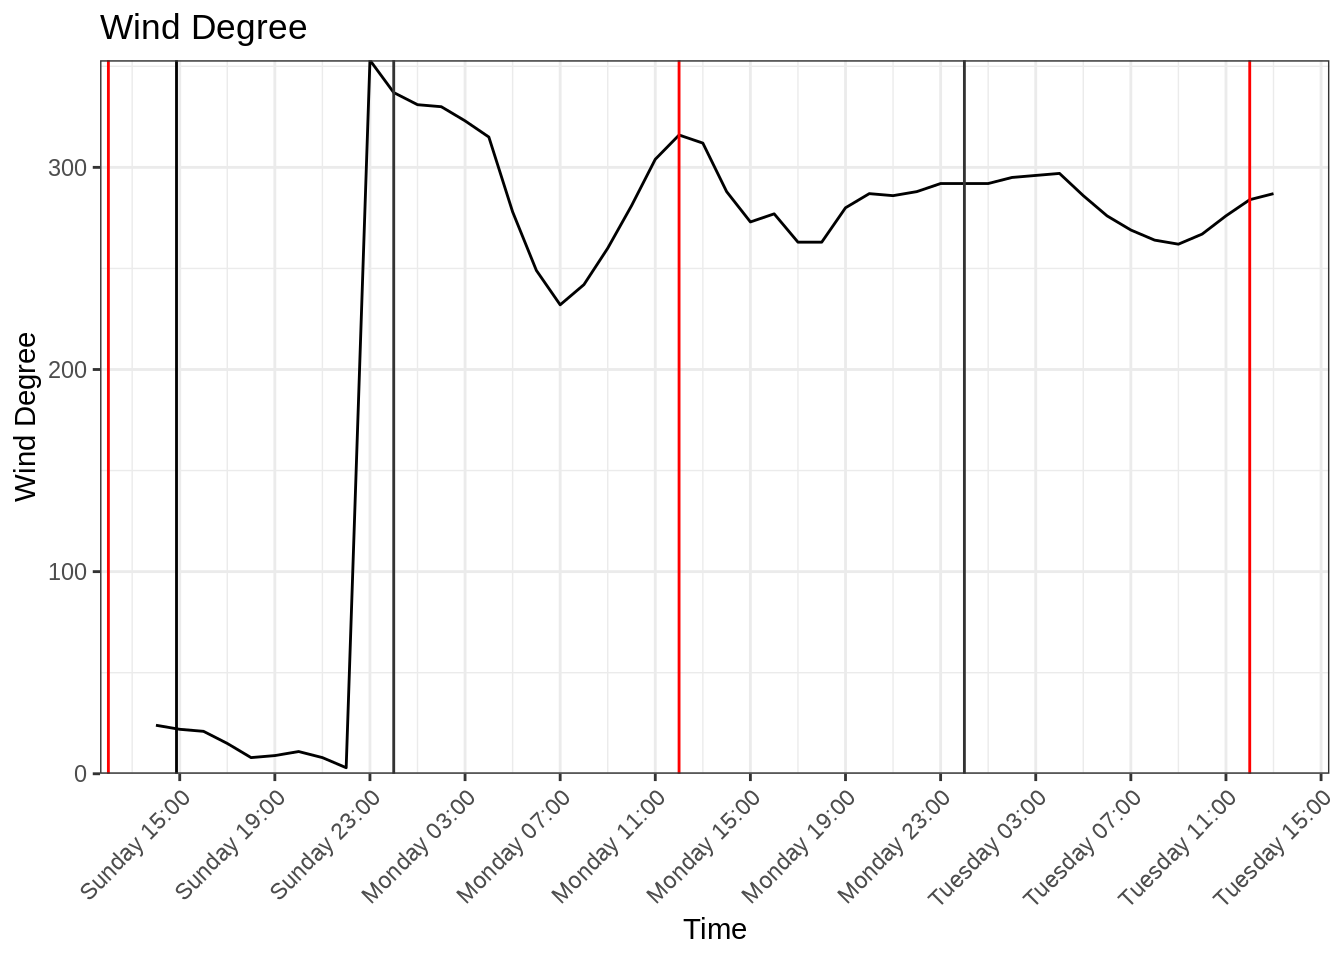 Wind Degree
Wind Degree
300
200
100
0
Sunday 15:00
Sunday 19:00
Sunday 23:00
Monday 03:00
Monday 07:00
Monday 11:00
Monday 15:00
Monday 19:00
Monday 23:00
Tuesday 03:00
Tuesday 07:00
Tuesday 11:00
Tuesday 15:00
Time